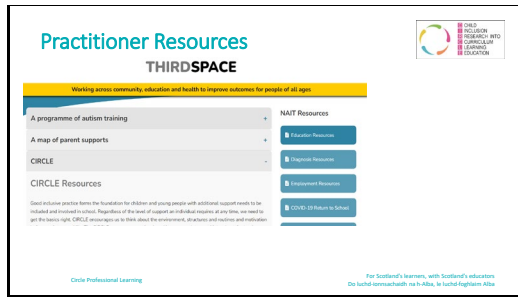 Practitioner Resources
CHILD
INCLUSION
RESEARCH INTO
CURRICULUM
LEARNING
EDUCATION
THIRDSPACE
Working across community, education and health to improve outcomes for people of all ages
A programme of autism training +
A map of parent supports +
CIRCLE -
CIRCLE Resources
Good inclusive practice forms the foundation for children and young people with additional support needs to be
included and involved in school. Regardless of the level of support an individual requires at any time, we need to
get the basics right. CIRCLE encourages us to think about the environment, structures and routines and motivation
NAIT Resources
Education Resources
Diagnosis Resources
Employment Resources
COVID-19 Return to School
Circle Professional Learning
For Scotland's learners, with Scotland's educators
Do luchd-ionnsachaidh na h-Alba, le luchd-foghlaim Alba